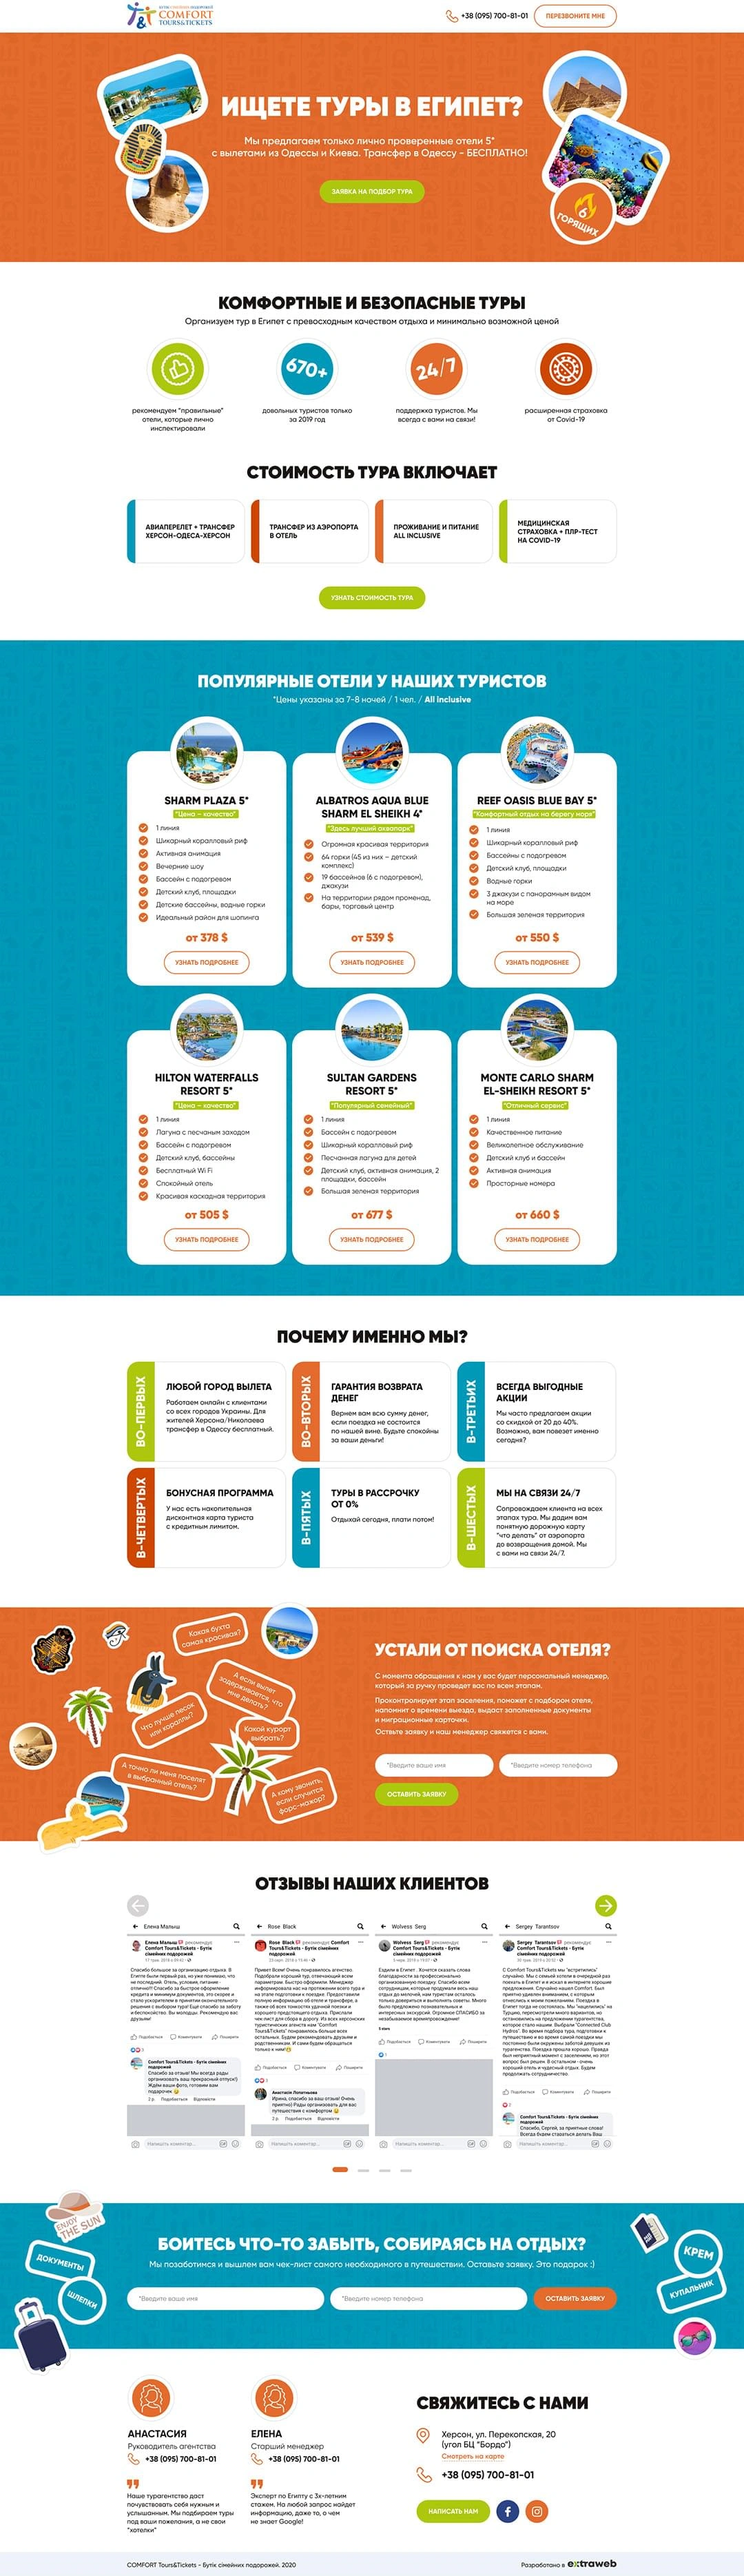 COMFORT
TOURS&TICKETS
+38 (095) 700-81-01
ПЕРЕЗВОНИТЕ МНЕ
ИЩЕТЕ ТУРЫ В ЕГИПЕТ?
Мы предлагаем только лично проверенные отели 5*
с вылетами из Одессы и Киева. Трансфер в Одессу - БЕСПЛАТНО!
ЗАЯВКА НА ПОДБОР ТУРА
6
ГОРЯЩИХ
КОМФОРТНЫЕ И БЕЗОПАСНЫЕ ТУРЫ
Организуем тур в Египет с превосходным качеством отдыха и минимально возможной ценой
рекомендуем "правильные"
отели, которые лично
инспектировали
670+
довольных туристов только
за 2019 год
24/7
поддержка туристов. Мы
всегда с вами на связи!
расширенная страховка
от Covid-19
СТОИМОСТЬ ТУРА ВКЛЮЧАЕТ
АВИАПЕРЕЛЕТ + ТРАНСФЕР
ХЕРСОН-ОДЕСА-ХЕРСОН
ТРАНСФЕР ИЗ АЭРОПОРТА
В ОТЕЛЬ
ПРОЖИВАНИЕ И ПИТАНИЕ
ALL INCLUSIVE
МЕДИЦИНСКАЯ
СТРАХОВКА + ПЛР-ТЕСТ
НА COVID-19
УЗНАТЬ СТОИМОСТЬ ТУРА
ПОПУЛЯРНЫЕ ОТЕЛИ У НАШИХ ТУРИСТОВ
*Цены указаны за 7-8 ночей / 1 чел. / All inclusive
SHARM PLAZA 5*
"Цена - качество"
1 линия
Шикарный коралловый риф
Активная анимация
Вечерние шоу
Бассейн с подогревом
Детский клуб, площадки
Детские бассейны, водные горки
Идеальный район для шопинга
от 378 $
УЗНАТЬ ПОДРОБНЕЕ
ALBATROS AQUA BLUE
SHARM EL SHEIKH 4*
"Здесь лучший аквапарк"
Огромная красивая территория
64 горки (45 из них – детский
комплекс)
19 бассейнов (6 с подогревом),
джакузи
На территории рядом променад,
бары, торговый центр
от 539 $
УЗНАТЬ ПОДРОБНЕЕ
REEF OASIS BLUE BAY 5*
"Комфортный отдых на берегу моря"
1 линия
Шикарный коралловый риф
Бассейны с подогревом
Детский клуб, площадки
Водные горки
3 джакузи с панорамным видом
на море
Большая зеленая территория
от 550 $
УЗНАТЬ ПОДРОБНЕЕ
HILTON WATERFALLS
RESORT 5*
"Цена - качество"
1 линия
Лагуна с песчаным заходом
Бассейн с подогревом
Детский клуб, бассейны
Бесплатный Wi Fi
Спокойный отель
Красивая каскадная территория
от 505 $
УЗНАТЬ ПОДРОБНЕЕ
SULTAN GARDENS
RESORT 5*
"Популярный семейный"
1 линия
Бассейн с подогревом
Шикарный коралловый риф
Песчанная лагуна для детей
Детский клуб, активная анимация, 2
площадки, бассейн
Большая зеленая территория
от 677 $
УЗНАТЬ ПОДРОБНЕЕ
MONTE CARLO SHARM
EL-SHEIKH RESORT 5*
"Отличный сервис"
1 линия
Качественное питание
Великолепное обслуживание
Детский клуб и бассейн
Активная анимация
Просторные номера
от 660 $
УЗНАТЬ ПОДРОБНЕЕ
ПОЧЕМУ ИМЕННО МЫ?
ВО-ПЕРВЫХ
ЛЮБОЙ ГОРОД ВЫЛЕТА
Работаем онлайн с клиентами
со всех городов Украины. Для
жителей Херсона/Николаева
трансфер в Одессу бесплатный.
ВО-ВТОРЫХ
ГАРАНТИЯ ВОЗВРАТА
ДЕНЕГ
Вернем вам всю сумму денег,
если поездка не состоится
по нашей вине. Будьте спокойны
за ваши деньги!
В-ТРЕТЬИХ
ВСЕГДА ВЫГОДНЫЕ
АКЦИИ
Мы часто предлагаем акции
со скидкой от 20 до 40%.
Возможно, вам повезет именно
сегодня?
В-ЧЕТВЕРТЫХ
БОНУСНАЯ ПРОГРАММА
У нас есть накопительная
дисконтная карта туриста
с кредитным лимитом.
В-ПЯТЫХ
ТУРЫ В РАССРОЧКУ
ОТ 0%
Отдыхай сегодня, плати потом!
В-ШЕСТЫХ
МЫ НА СВЯЗИ 24/7
Сопровождаем клиента на всех
этапах тура. Мы дадим вам
понятную дорожную карту
"что делать" от аэропорта
до возвращения домой. Мы
с вами на связи 24/7.
Какая бухта
самая красивая?
А если вылет
задерживается, что
мне делать?
Что лучше песок
или кораллы?
Какой курорт
выбрать?
А точно ли меня поселят
в выбранный отель?
А кому звонить,
если случится
форс-мажор?
УСТАЛИ ОТ ПОИСКА ОТЕЛЯ?
С момента обращения к нам у вас будет персональный менеджер,
который за ручку проведет вас по всем этапам.
Проконтролирует этап заселения, поможет с подбором отеля,
напомнит о времени выезда, выдаст заполненные документы
и миграционные карточки.
Оствьте заявку и наш менеджер свяжется с вами.
*Введите ваше имя
*Введите номер телефона
ОСТАВИТЬ ЗАЯВКУ
ОТЗЫВЫ НАШИХ КЛИЕНТОВ
Елена Малыш
Rose Black
Wolvess Serg
Sergey Tarantsov
ENJOY
THE SUN
ДОКУМЕНТЫ
ШЛЕПКИ
БОИТЕСЬ ЧТО-ТО ЗАБЫТЬ, СОБИРАЯСЬ НА ОТДЫХ?
Мы позаботимся и вышлем вам чек-лист самого необходимого в путешествии. Оставьте заявку. Это подарок :)
*Введите ваше имя
*Введите номер телефона
ОСТАВИТЬ ЗАЯВКУ
КРЕМ
КУПАЛЬНИК
АНАСТАСИЯ
Руководитель агентства
+38 (095) 700-81-01
Наше турагентство даст
почувствовать себя нужным и
услышанным. Мы подбираем туры
под ваши пожелания, а не свои
"хотелки"
ЕЛЕНА
Старший менеджер
+38 (095) 700-81-01
Эксперт по Египту с 3х-летним
стажем. На любой запрос найдет
информацию, даже то, о чем
не знает Google!
СВЯЖИТЕСЬ С НАМИ
Херсон, ул. Перекопская, 20
(угол БЦ "Бордо")
Смотреть на карте
+38 (095) 700-81-01
НАПИСАТЬ НАМ
COMFORT Tours&Tickets - Бутік сімейних подорожей. 2020
Разработано в extraweb